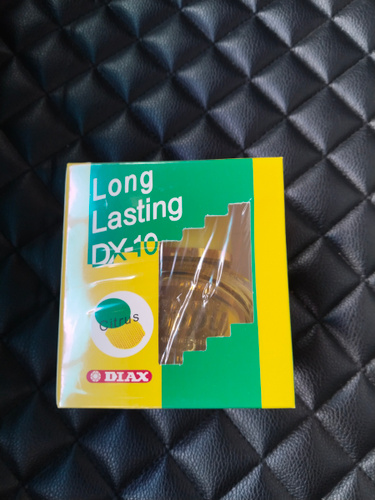 Long
Lasting
DX-10
Citrus
DIAX